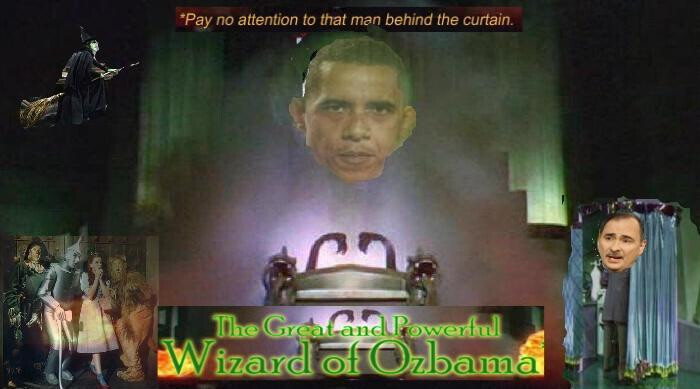 *Pay no attention to that man behind the curtain.
The Great and Powerful
Wizard of Ozbama